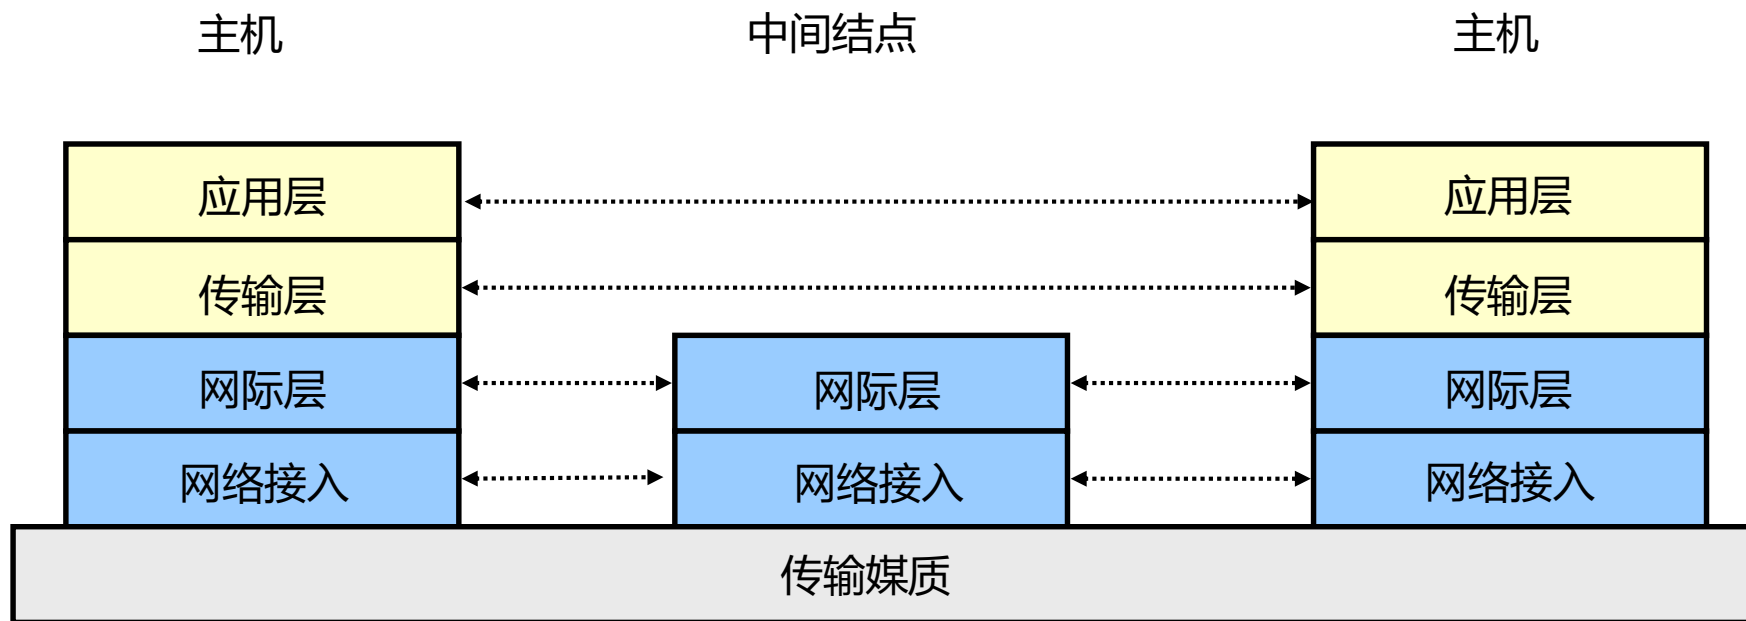 主机 中间结点 主机
应用层 应用层
传输层 传输层
网际层 网际层 网际层
网络接入 网络接入 网络接入
传输媒质